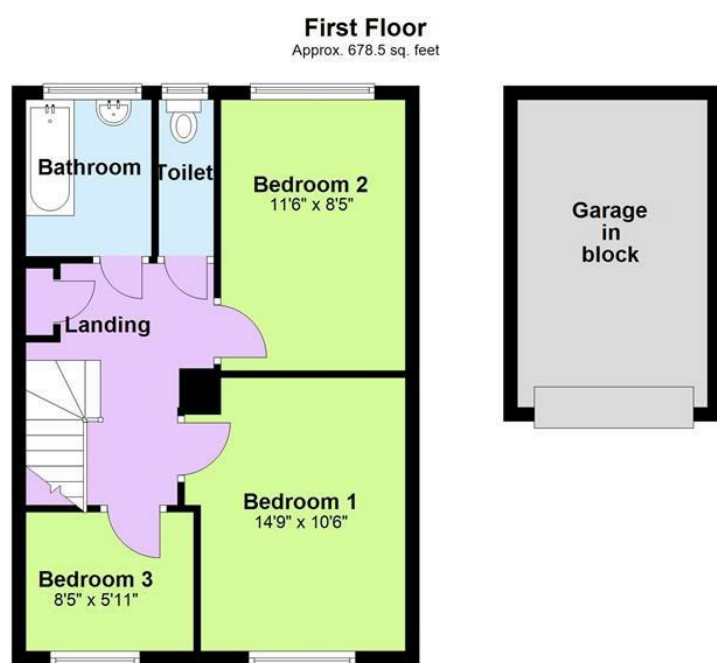 First Floor
Approx. 678.5 sq. feet
Bathroom
Toilet
Bedroom 2
11'6" x 8'5"
Garage
in
block
Landing
Bedroom 1
14'9" x 10'6"
Bedroom 3
8'5" x 5'11"